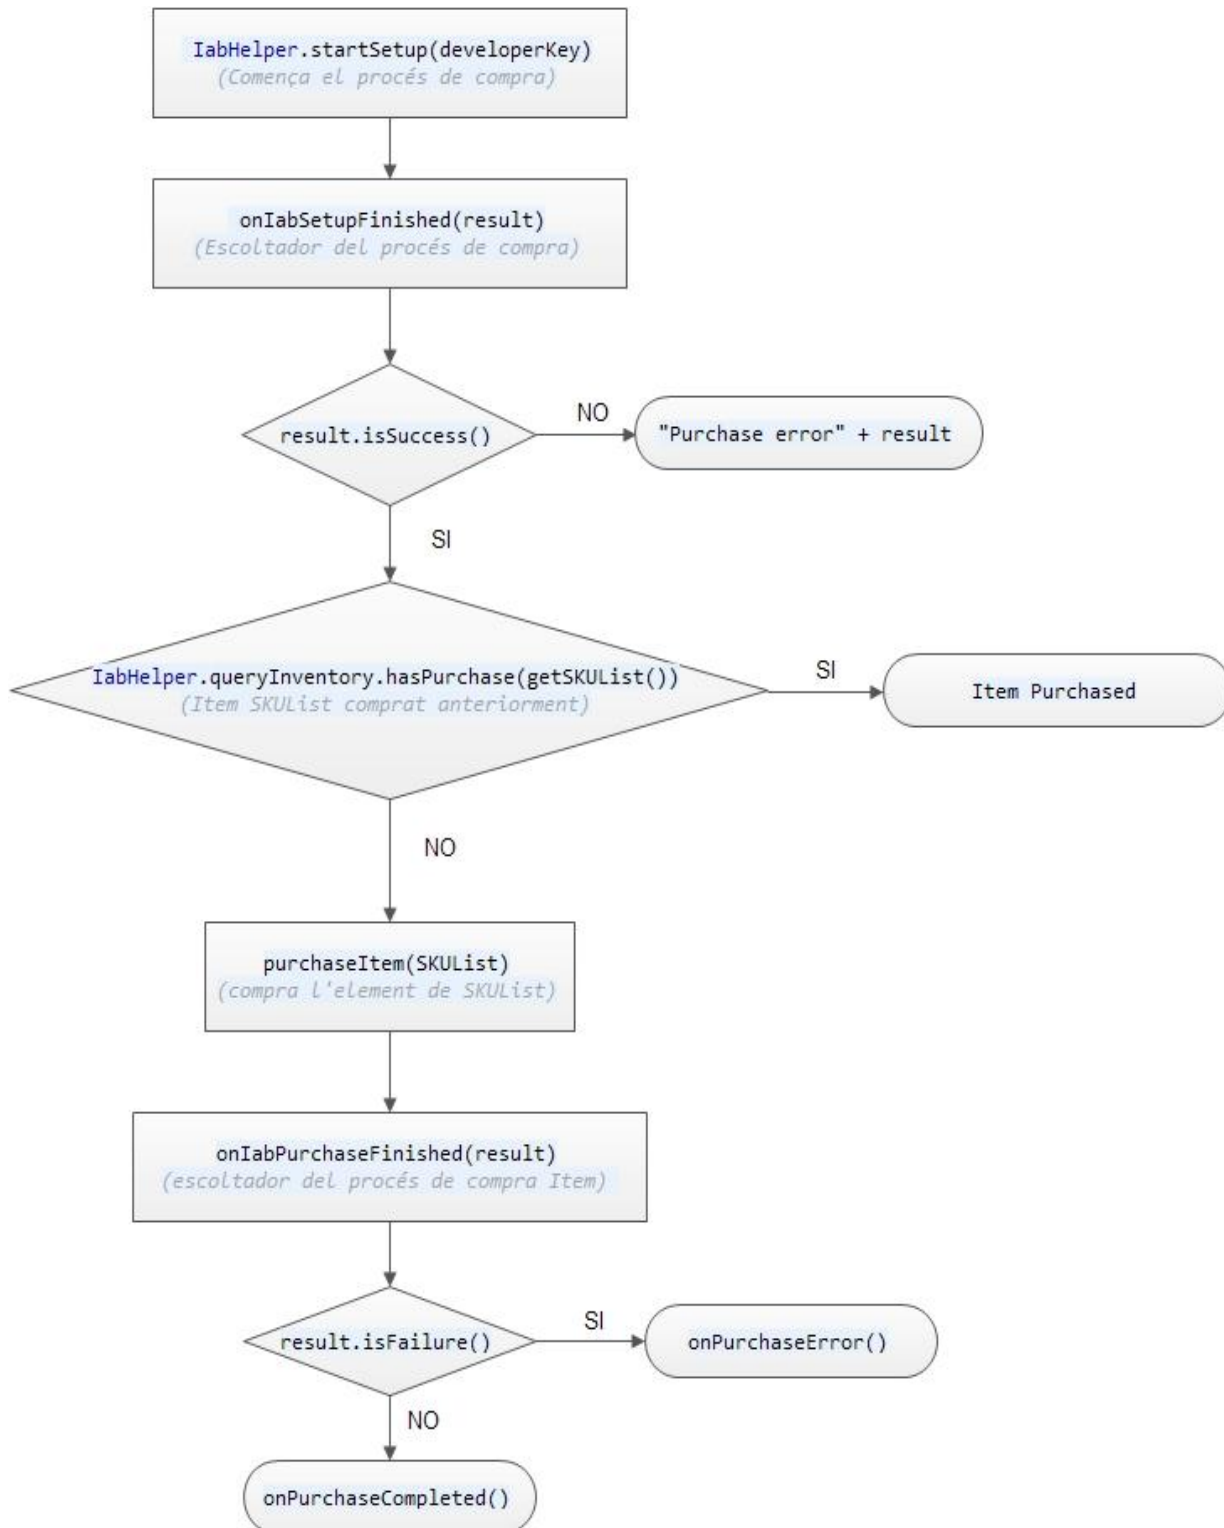 IabHelper.startSetup(developerKey)
(Comença el procés de compra)
onIabSetupFinished(result)
(Escoltador del procés de compra)
result.isSuccess()
NO
"Purchase error" + result
SI
IabHelper.queryInventory.hasPurchase(getSKUList())
(Item SKUList comprat anteriorment)
SI
Item Purchased
NO
purchaseItem(SKUList)
(compra l'element de SKUList)
onIabPurchaseFinished(result)
(escoltador del procés de compra Item)
result.isFailure()
SI
onPurchaseError()
NO
onPurchaseCompleted()